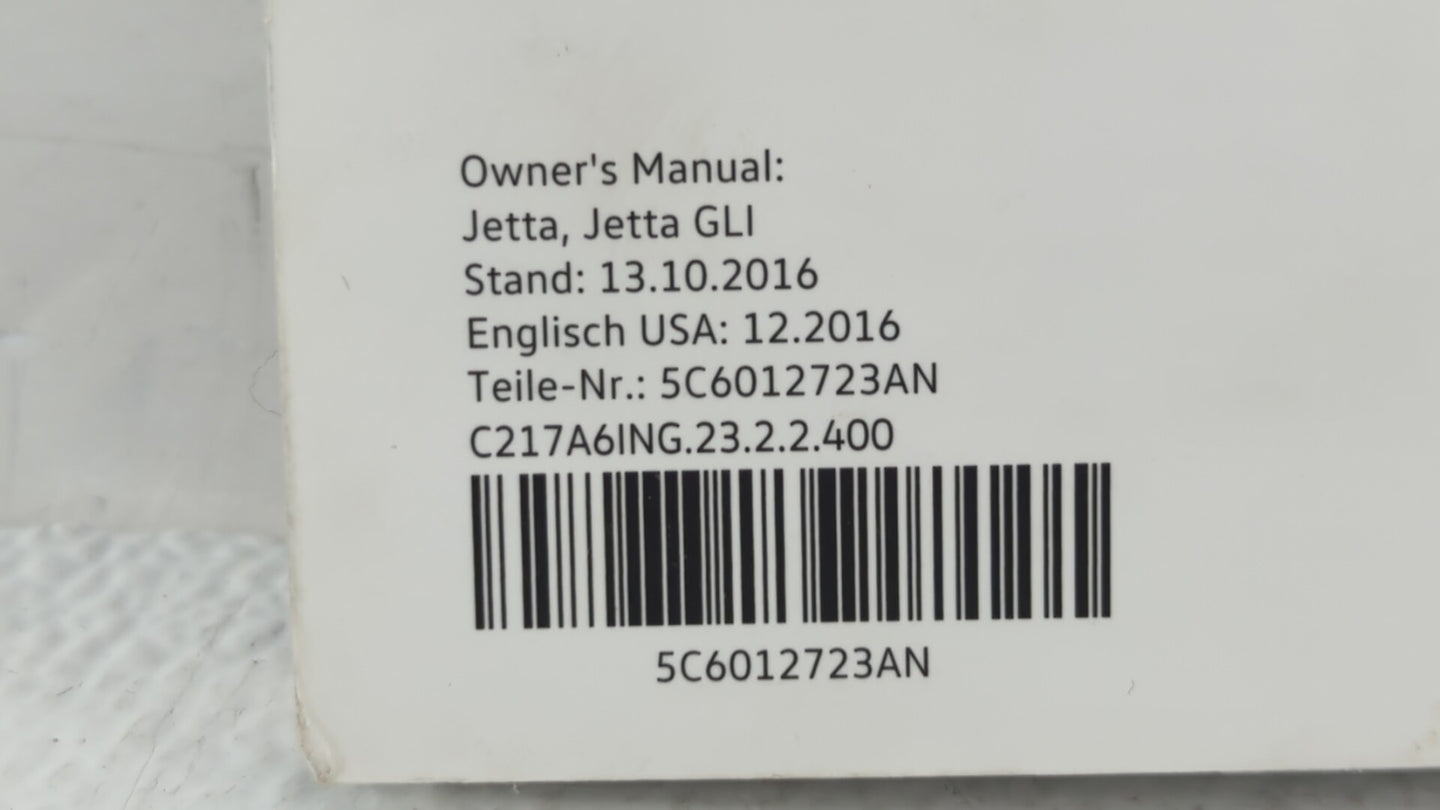 Owner's Manual:
Jetta, Jetta GLI
Stand: 13.10.2016
Englisch USA: 12.2016
Teile-Nr.: 5C6012723AN
C217A6ING.23.2.2.400
5C6012723AN